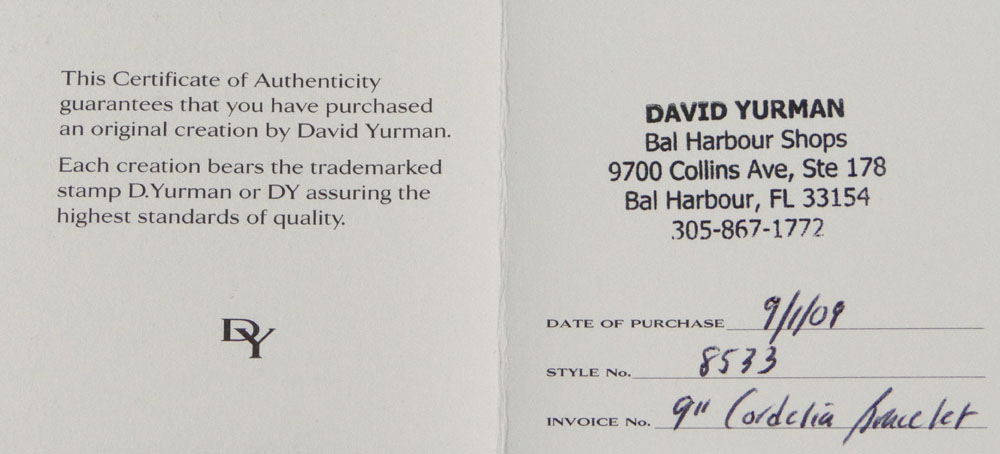 This Certificate of Authenticity
guarantees that you have purchased
an original creation by David Yurman.
Each creation bears the trademarked
stamp D.Yurman or DY assuring the
highest standards of quality.
DY
DAVID YURMAN
Bal Harbour Shops
9700 Collins Ave, Ste 178
Bal Harbour, FL 33154
305-867-1772
DATE OF PURCHASE 9/1/09
STYLE No. 8533
INVOICE No. 9" Cordelia Bracelet